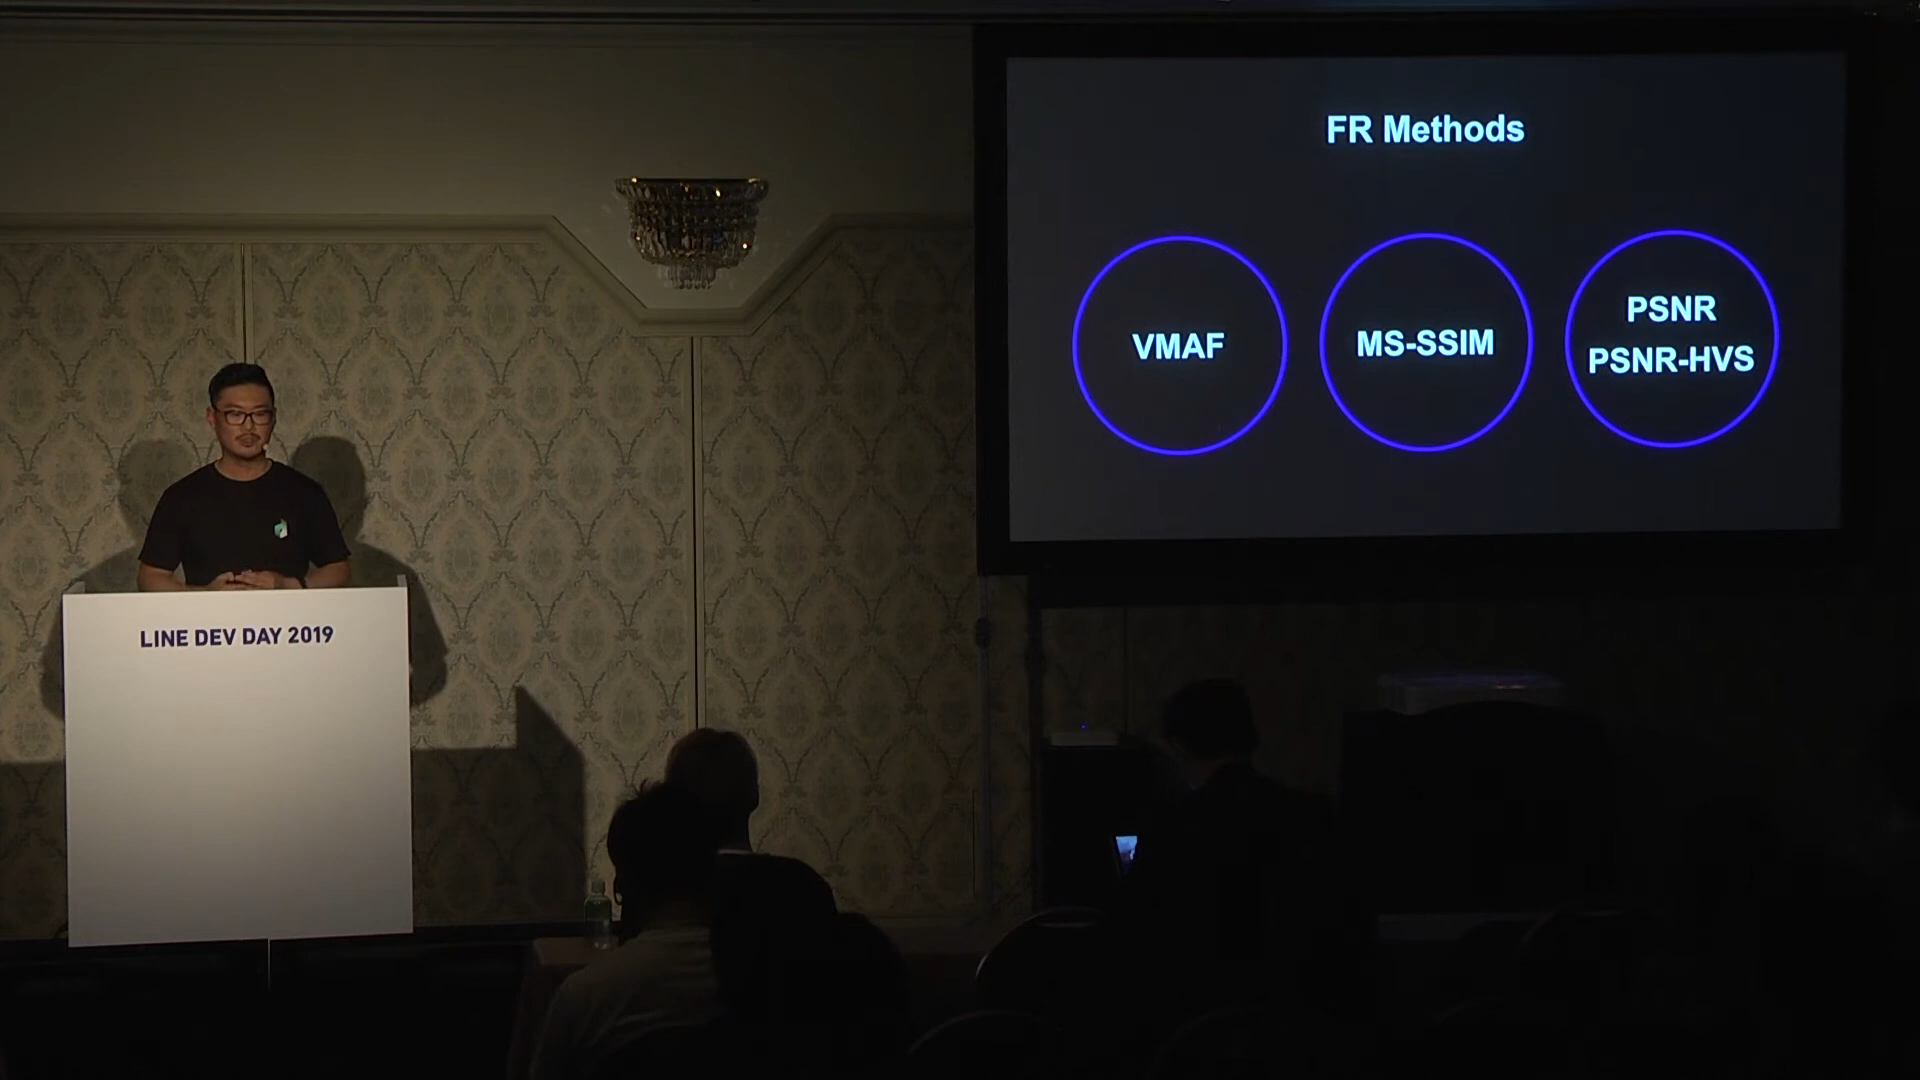 FR Methods
VMAF
MS-SSIM
PSNR
PSNR-HVS
LINE DEV DAY 2019